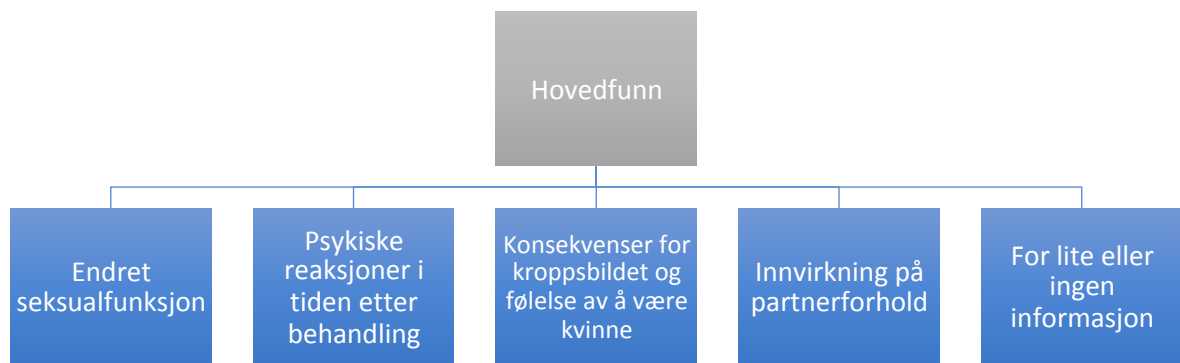 Hovedfunn
Endret
seksualfunksjon
Psykiske
reaksjoner i
tiden etter
behandling
Konsekvenser for
kroppsbildet og
følelse av å være
kvinne
Innvirkning på
partnerforhold
For lite eller
ingen
informasjon